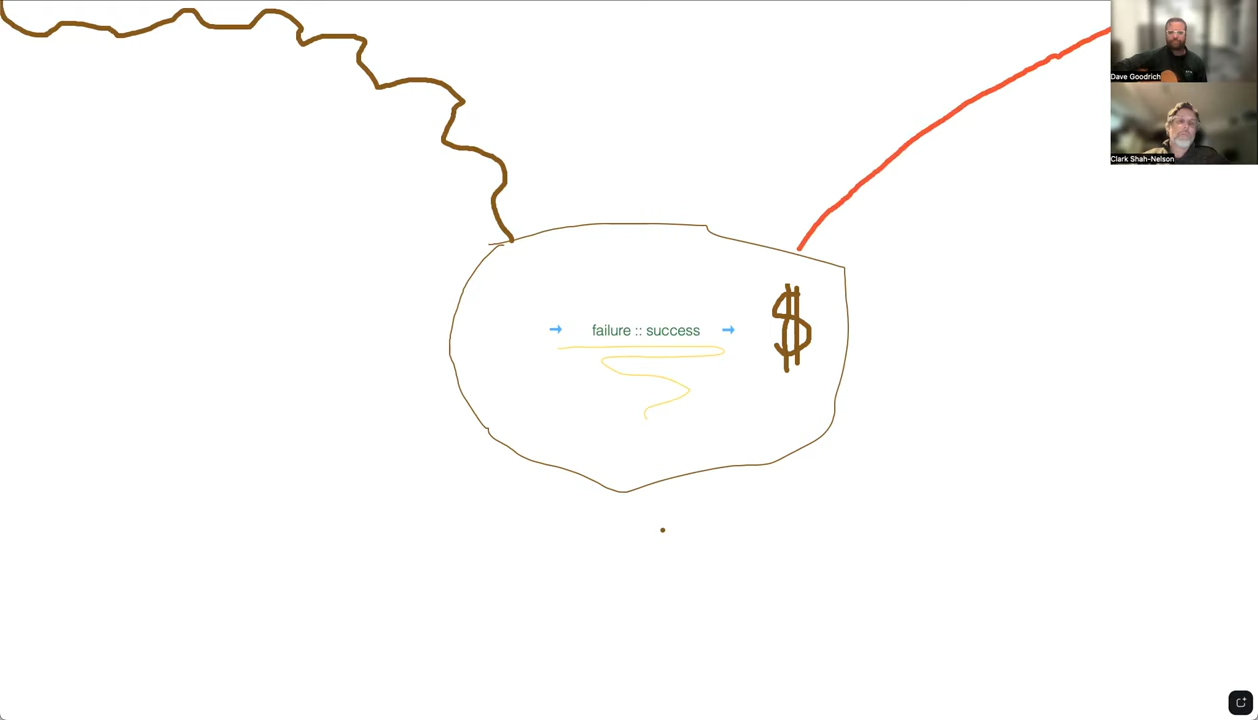 Dave Goodrich
Clark Shah-Nelson
➞ failure :: success ➞
$